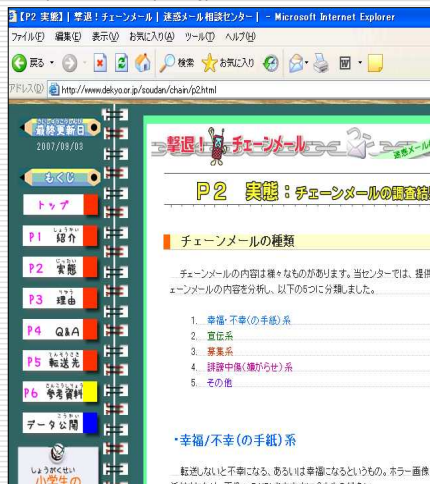 【P2 実態】| 撃退!チェーンメール | 迷惑メール相談センター | - Microsoft Internet Explorer
ファイル(F) 編集(E) 表示(V) お気に入り(A) ツール(T) ヘルプ(H)
戻る 検索 お気に入り
アドレス(D) http://www.dekyo.or.jp/soudan/chain/p2.html
最終更新日
2007/09/03
もくじ
トップ
P1 紹介
P2 実態
P3 理由
P4 Q&A
P5 転送先
P6 参考資料
データ公開
しょうがくせい
小学生の
撃退!チェーンメール
迷惑メール
P2 実態:チェーンメールの調査結
チェーンメールの種類
チェーンメールの内容は様々なものがあります。当センターでは、提供
ェーンメールの内容を分析し、以下の5つに分類しました。
1. 幸福・不幸(の手紙)系
2. 宣伝系
3. 募集系
4. 誹謗中傷(嫌がらせ)系
5. その他
・幸福/不幸(の手紙)系
転送しないと不幸になる、あるいは幸福になるというもの。ホラー画像